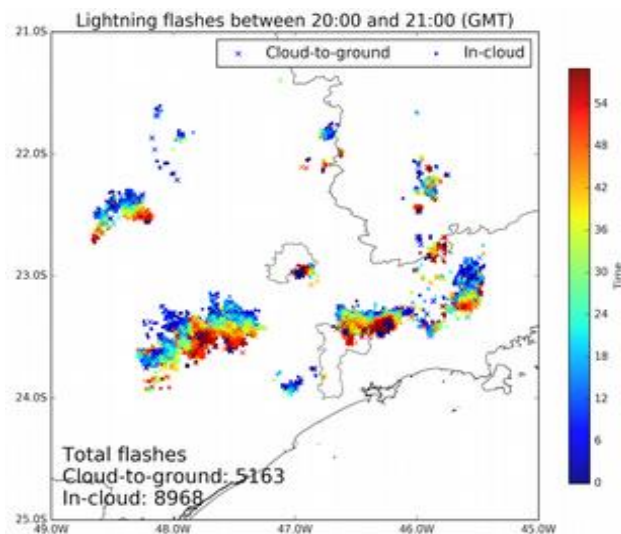 Lightning flashes between 20:00 and 21:00 (GMT)
21.0S
Cloud-to-ground
In-cloud
54
22.0S
48
42
36
23.0S
30
Time
24
18
24.0S
12
Total flashes
Cloud-to-ground: 5163
6
In-cloud: 8968
0
25.0S
49.0W
48.0W
47.0W
46.0W
45.0W